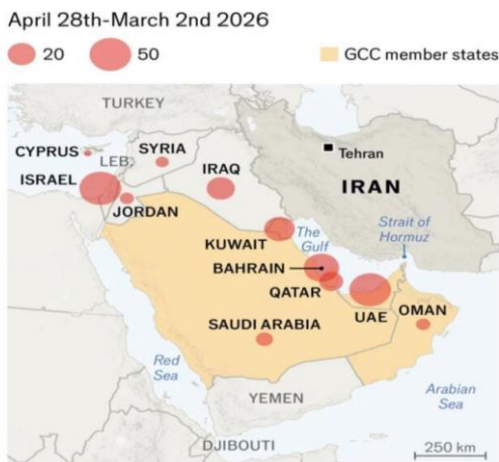 April 28th-March 2nd 2026
20
50
GCC member states
TURKEY
CYPRUS
LEB.
SYRIA
ISRAEL
IRAQ
Tehran
IRAN
JORDAN
KUWAIT
The
Gulf
Strait of
Hormuz
BAHRAIN
QATAR
UAE
OMAN
SAUDI ARABIA
Red
Sea
YEMEN
Arabian
Sea
DJIBOUTI
250 km